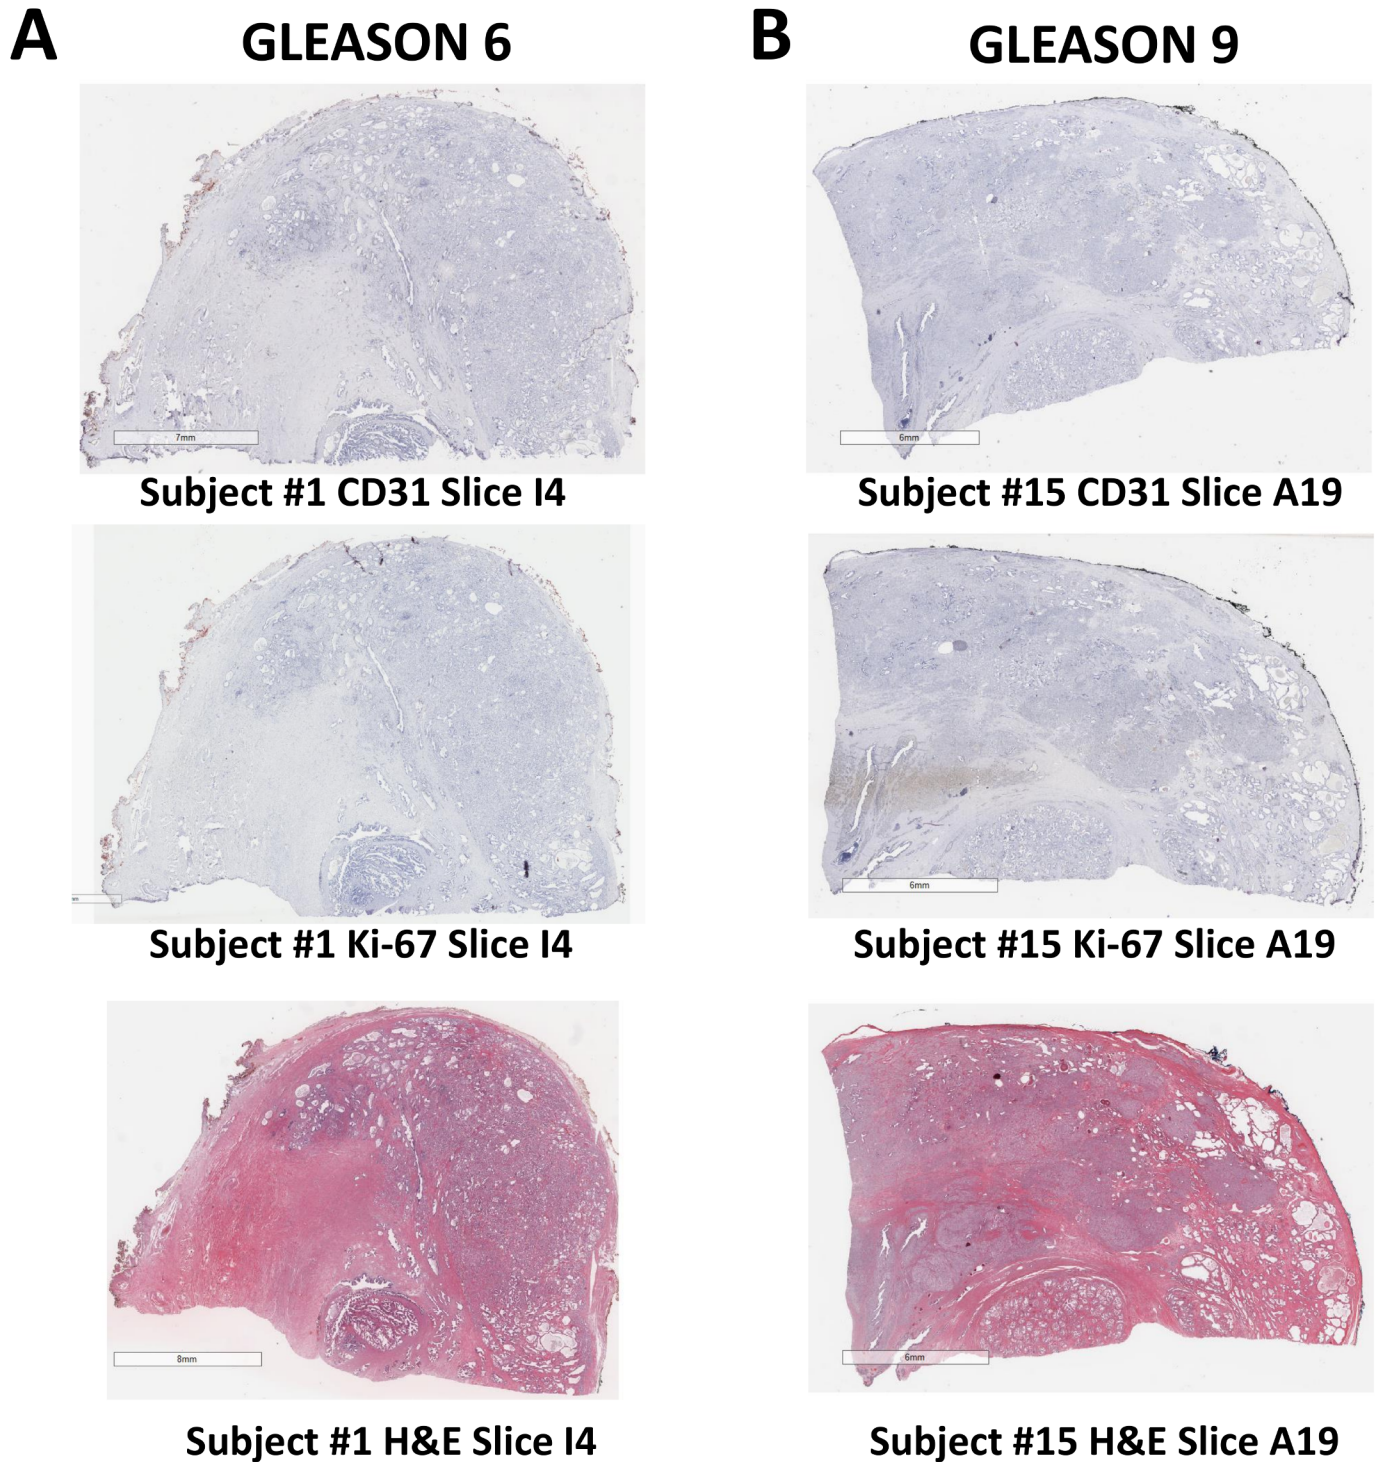 A
GLEASON 6
B
GLEASON 9
7mm
6mm
Subject #1 CD31 Slice I4
Subject #15 CD31 Slice A19
6mm
Subject #1 Ki-67 Slice I4
Subject #15 Ki-67 Slice A19
8mm
6mm
Subject #1 H&E Slice I4
Subject #15 H&E Slice A19